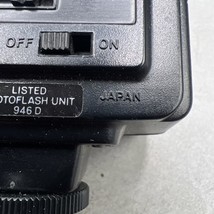 OFF ON
LISTED
OTOFLASH UNIT
946 D
JAPAN